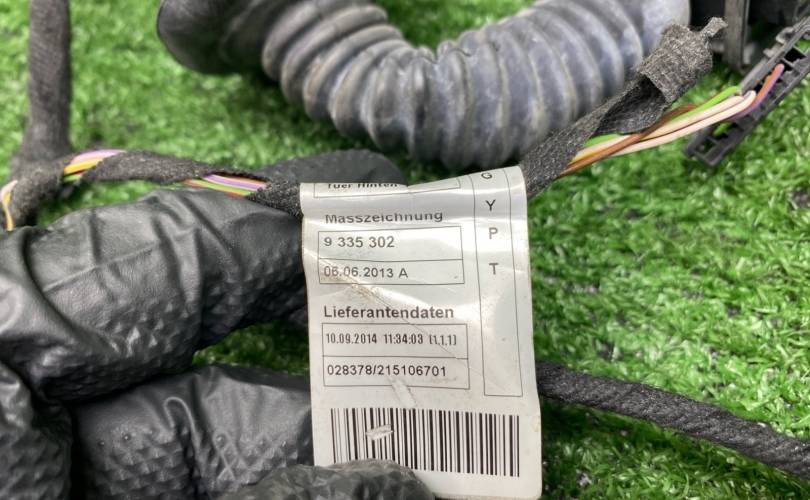 Tuer Hinten
Masszeichnung
9 335 302
06.06.2013 A
Lieferantendaten
10.09.2014 11:34:03 [1.1.1]
028378/215106701
G
Y
P
T